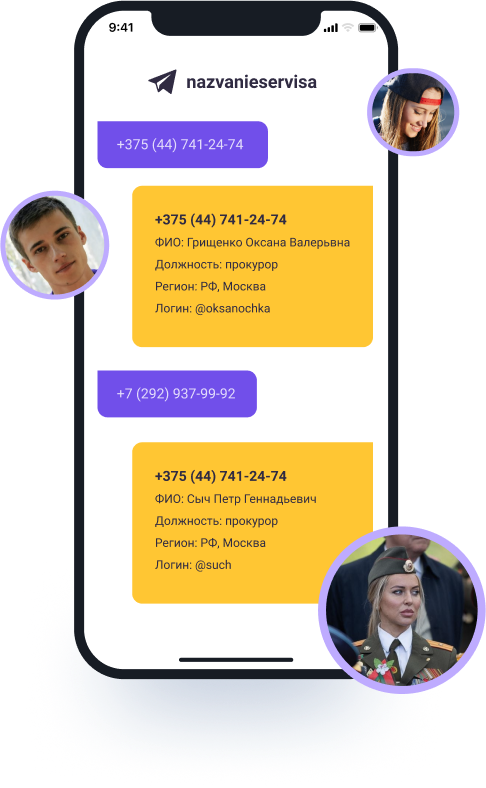 9:41
nazvanieservisa
+375 (44) 741-24-74
+375 (44) 741-24-74
ФИО: Грищенко Оксана Валерьвна
Должность: прокурор
Регион: РФ, Москва
Логин: @oksanochka
+7 (292) 937-99-92
+375 (44) 741-24-74
ФИО: Сыч Петр Геннадьевич
Должность: прокурор
Регион: РФ, Москва
Логин: @such